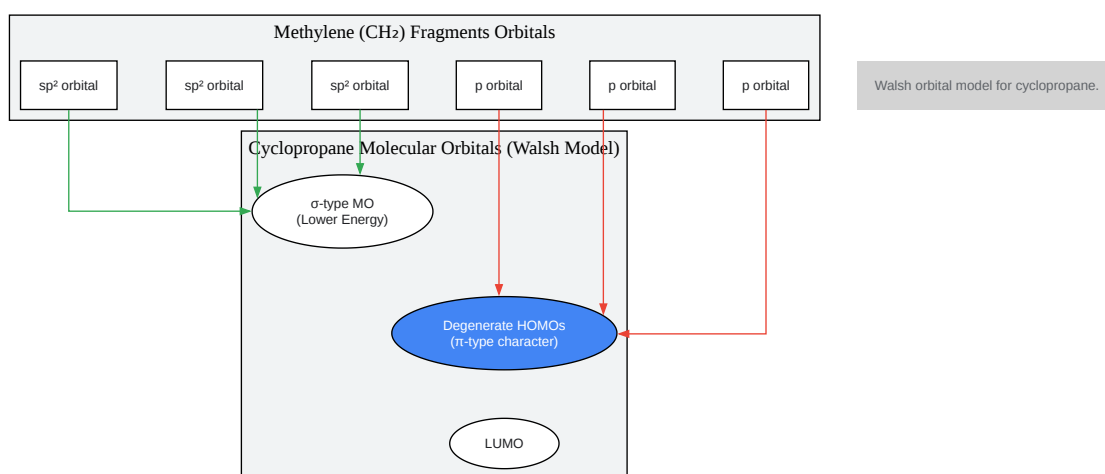 Methylene (CH₂) Fragments Orbitals
sp² orbital
sp² orbital
sp² orbital
p orbital
p orbital
p orbital
Walsh orbital model for cyclopropane.
Cyclopropane Molecular Orbitals (Walsh Model)
σ-type MO
(Lower Energy)
Degenerate HOMOs
(π-type character)
LUMO